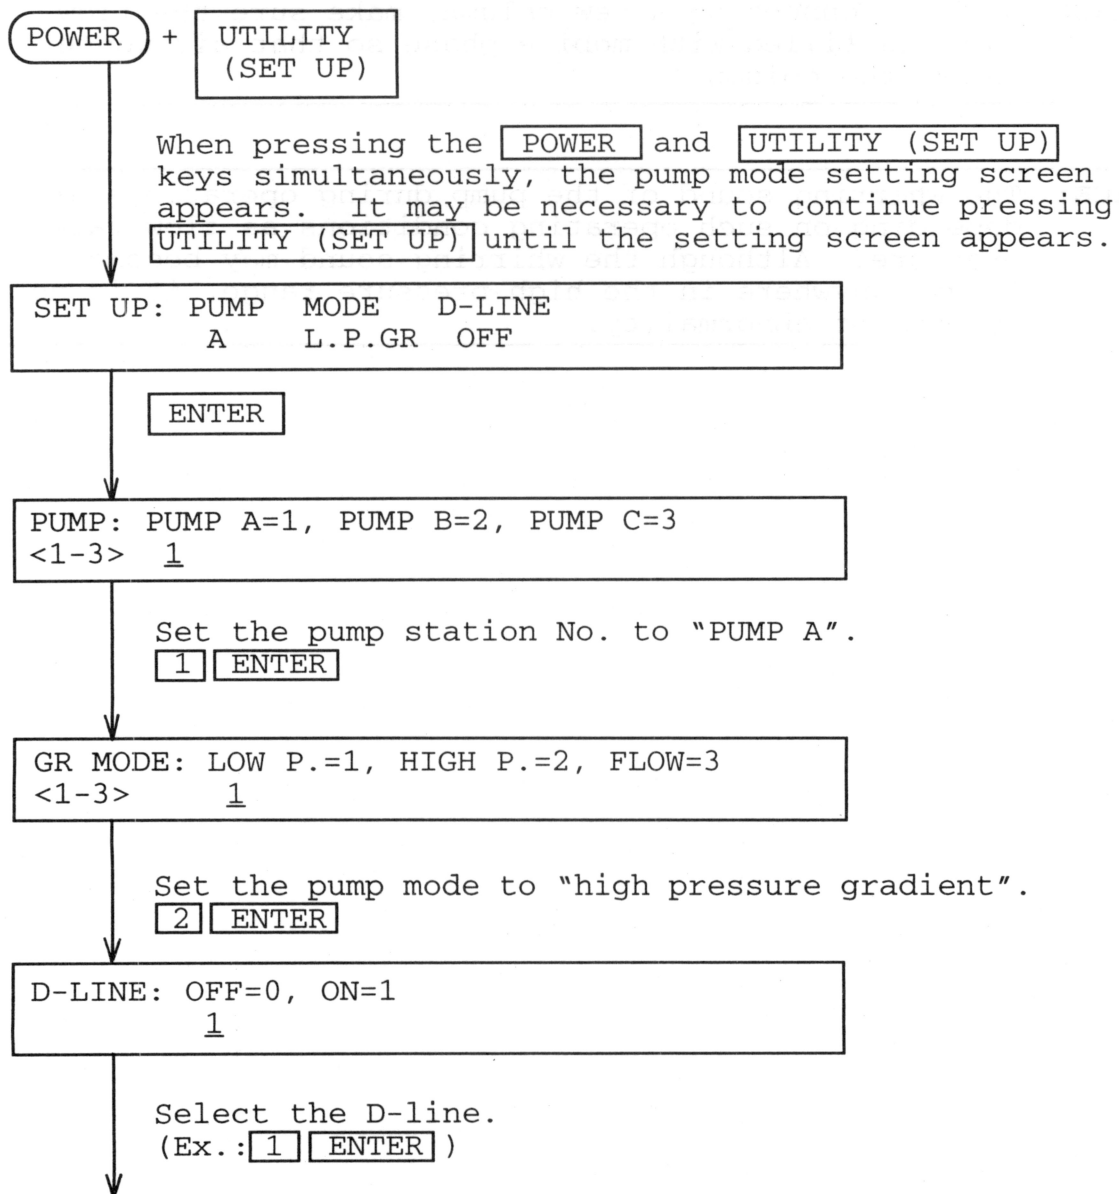 POWER + UTILITY
(SET UP)
When pressing the POWER and UTILITY (SET UP)
keys simultaneously, the pump mode setting screen
appears. It may be necessary to continue pressing
UTILITY (SET UP) until the setting screen appears.
SET UP: PUMP MODE D-LINE
A L.P.GR OFF
ENTER
PUMP: PUMP A=1, PUMP B=2, PUMP C=3
<1-3> 1
Set the pump station No. to "PUMP A".
1 ENTER
GR MODE: LOW P.=1, HIGH P.=2, FLOW=3
<1-3> 1
Set the pump mode to "high pressure gradient".
2 ENTER
D-LINE: OFF=0, ON=1
1
Select the D-line.
(Ex.: 1 ENTER )